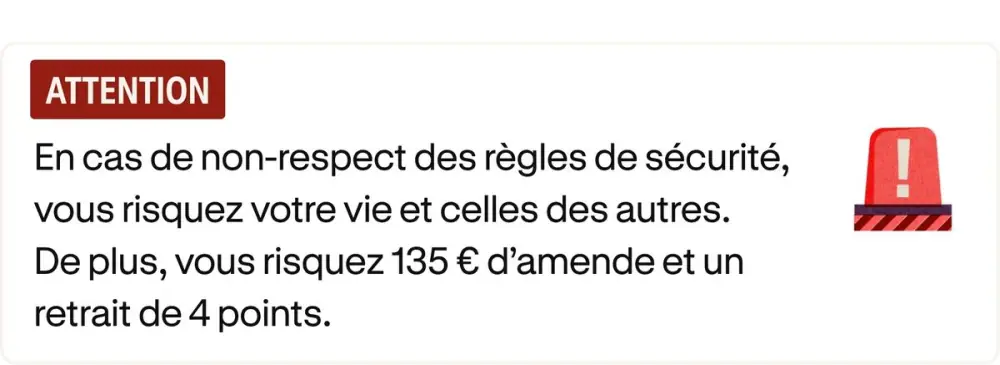 ATTENTION
En cas de non-respect des règles de sécurité,
vous risquez votre vie et celles des autres.
De plus, vous risquez 135 € d’amende et un
retrait de 4 points.
!